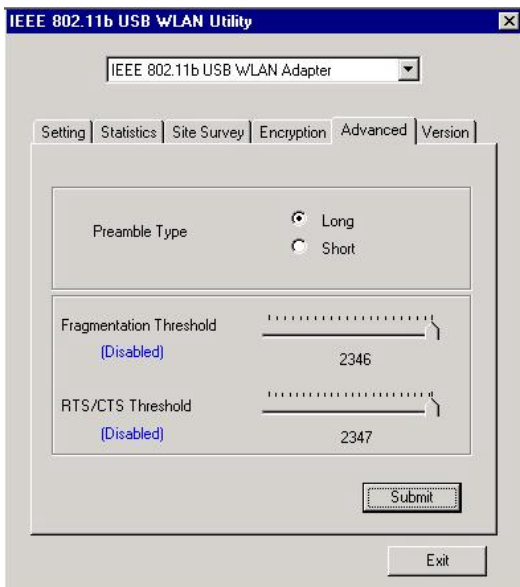 IEEE 802.11b USB WLAN Utility
IEEE 802.11b USB WLAN Adapter
Setting Statistics Site Survey Encryption Advanced Version
Preamble Type
Long
Short
Fragmentation Threshold
(Disabled)
2346
RTS/CTS Threshold
(Disabled)
2347
Submit
Exit